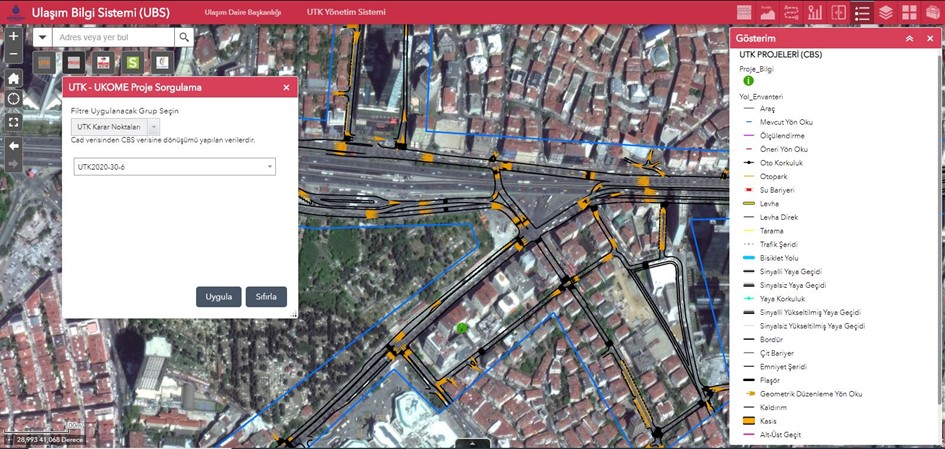 Ulaşım Bilgi Sistemi (UBS)
Ulaşım Daire Başkanlığı
UTK Yönetim Sistemi
Adres veya yer bul
UTK - UKOME Proje Sorgulama
Filtre Uygulanacak Grup Seçin
UTK Karar Noktaları
Cad verisinden CBS verisine dönüşümü yapılan verilerdir.
UTK2020-30-6
Uygula
Sıfırla
28,993 41,068 Derece
Gösterim
UTK PROJELERİ (CBS)
Proje_Bilgi
Yol_Envanteri
Araç
Mevcut Yön Oku
Ölçülendirme
Öneri Yön Oku
Oto Korkuluk
Otopark
Su Bariyeri
Levha
Levha Direk
Tarama
Trafik Şeridi
Bisiklet Yolu
Sinyalli Yaya Geçidi
Sinyalsiz Yaya Geçidi
Yaya Korkuluk
Sinyalli Yükseltilmiş Yaya Geçidi
Sinyalsiz Yükseltilmiş Yaya Geçidi
Bordür
Çit Bariyer
Emniyet Şeridi
Flaşör
Geometrik Düzenleme Yön Oku
Kaldırım
Kasis
Alt-Üst Geçit